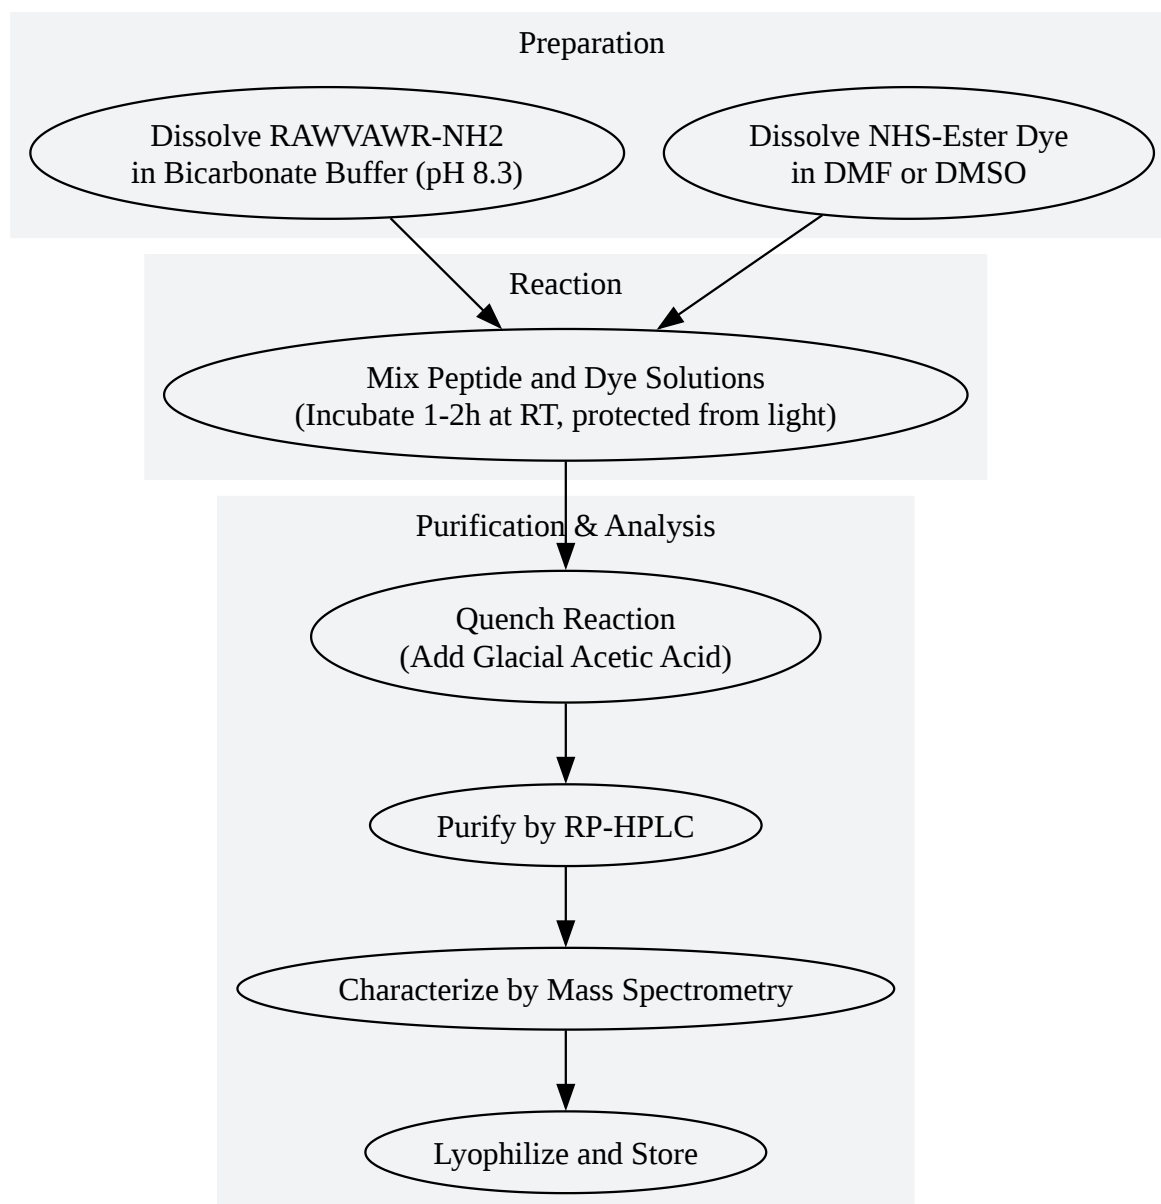 Preparation
Dissolve RAWVAWR-NH2
in Bicarbonate Buffer (pH 8.3)
Dissolve NHS-Ester Dye
in DMF or DMSO
Reaction
Mix Peptide and Dye Solutions
(Incubate 1-2h at RT, protected from light)
Purification & Analysis
Quench Reaction
(Add Glacial Acetic Acid)
Purify by RP-HPLC
Characterize by Mass Spectrometry
Lyophilize and Store